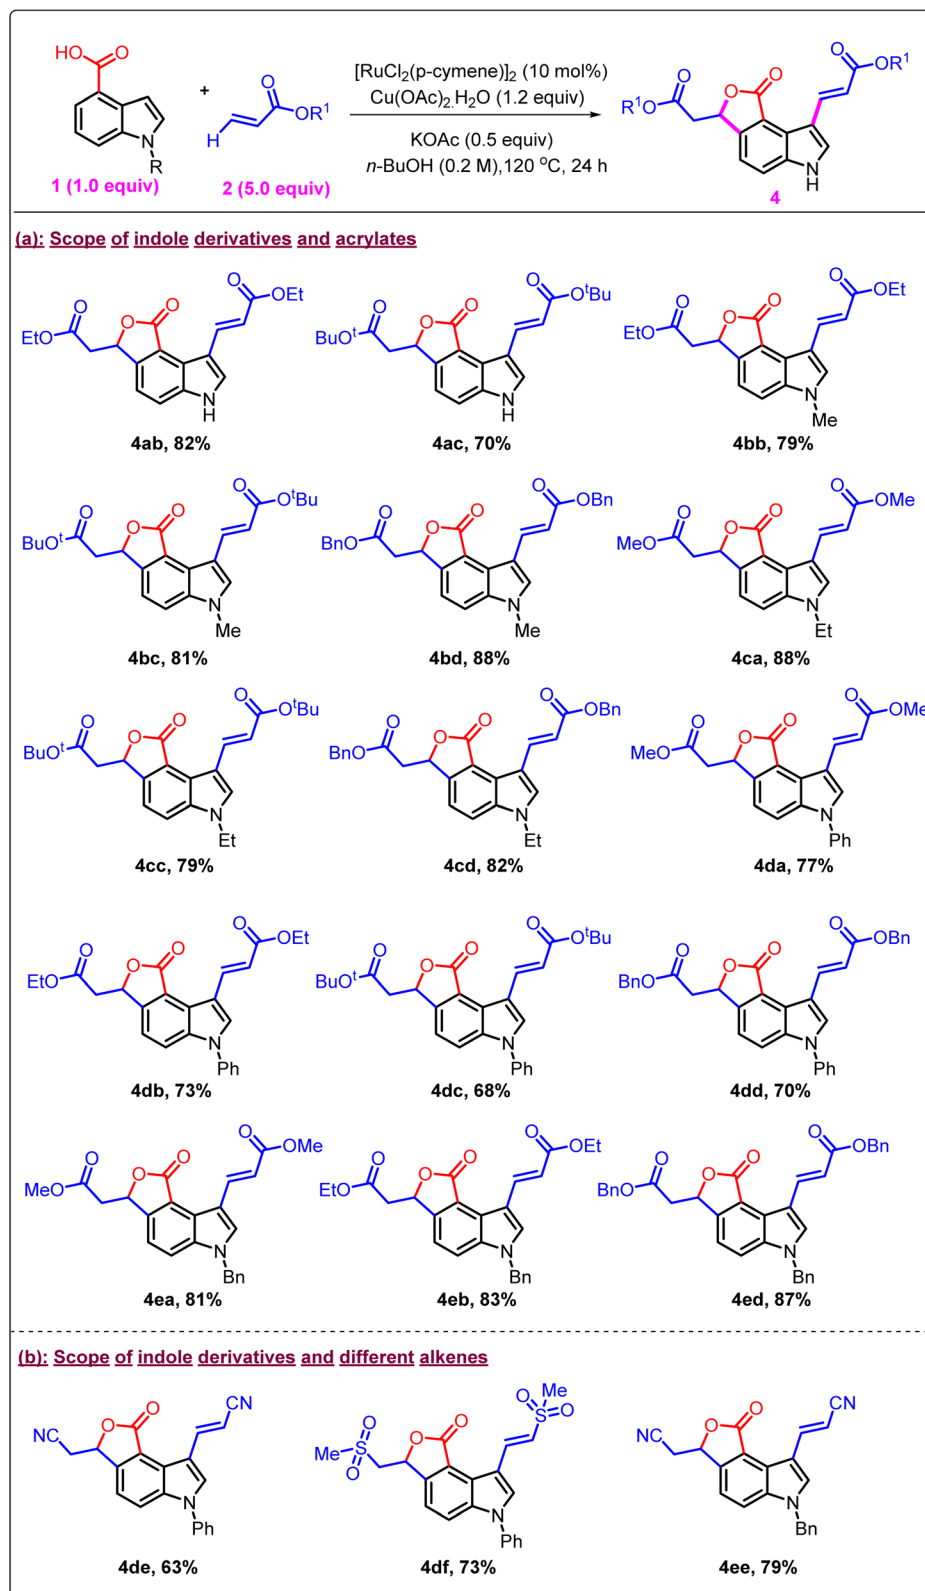 HO O
N
R
1 (1.0 equiv)
+
H O OR¹
2 (5.0 equiv)
[RuCl₂(p-cymene)]₂ (10 mol%)
Cu(OAc)₂.H₂O (1.2 equiv)
KOAc (0.5 equiv)
n-BuOH (0.2 M),120 °C, 24 h
R¹O O O O O OR¹
N
H
4
(a): Scope of indole derivatives and acrylates
EtO O O O O OEt
N
H
4ab, 82%
BuOᵗ O O O O OᵗBu
N
H
4ac, 70%
EtO O O O O OEt
N
Me
4bb, 79%
BuOᵗ O O O O OᵗBu
N
Me
4bc, 81%
BnO O O O O OBn
N
Me
4bd, 88%
MeO O O O O OMe
N
Et
4ca, 88%
BuOᵗ O O O O OᵗBu
N
Et
4cc, 79%
BnO O O O O OBn
N
Et
4cd, 82%
MeO O O O O OMe
N
Ph
4da, 77%
EtO O O O O OEt
N
Ph
4db, 73%
BuOᵗ O O O O OᵗBu
N
Ph
4dc, 68%
BnO O O O O OBn
N
Ph
4dd, 70%
MeO O O O O OMe
N
Bn
4ea, 81%
EtO O O O O OEt
N
Bn
4eb, 83%
BnO O O O O OBn
N
Bn
4ed, 87%
(b): Scope of indole derivatives and different alkenes
NC O O CN
N
Ph
4de, 63%
Me S O O O O Me S O O
N
Ph
4df, 73%
NC O O CN
N
Bn
4ee, 79%